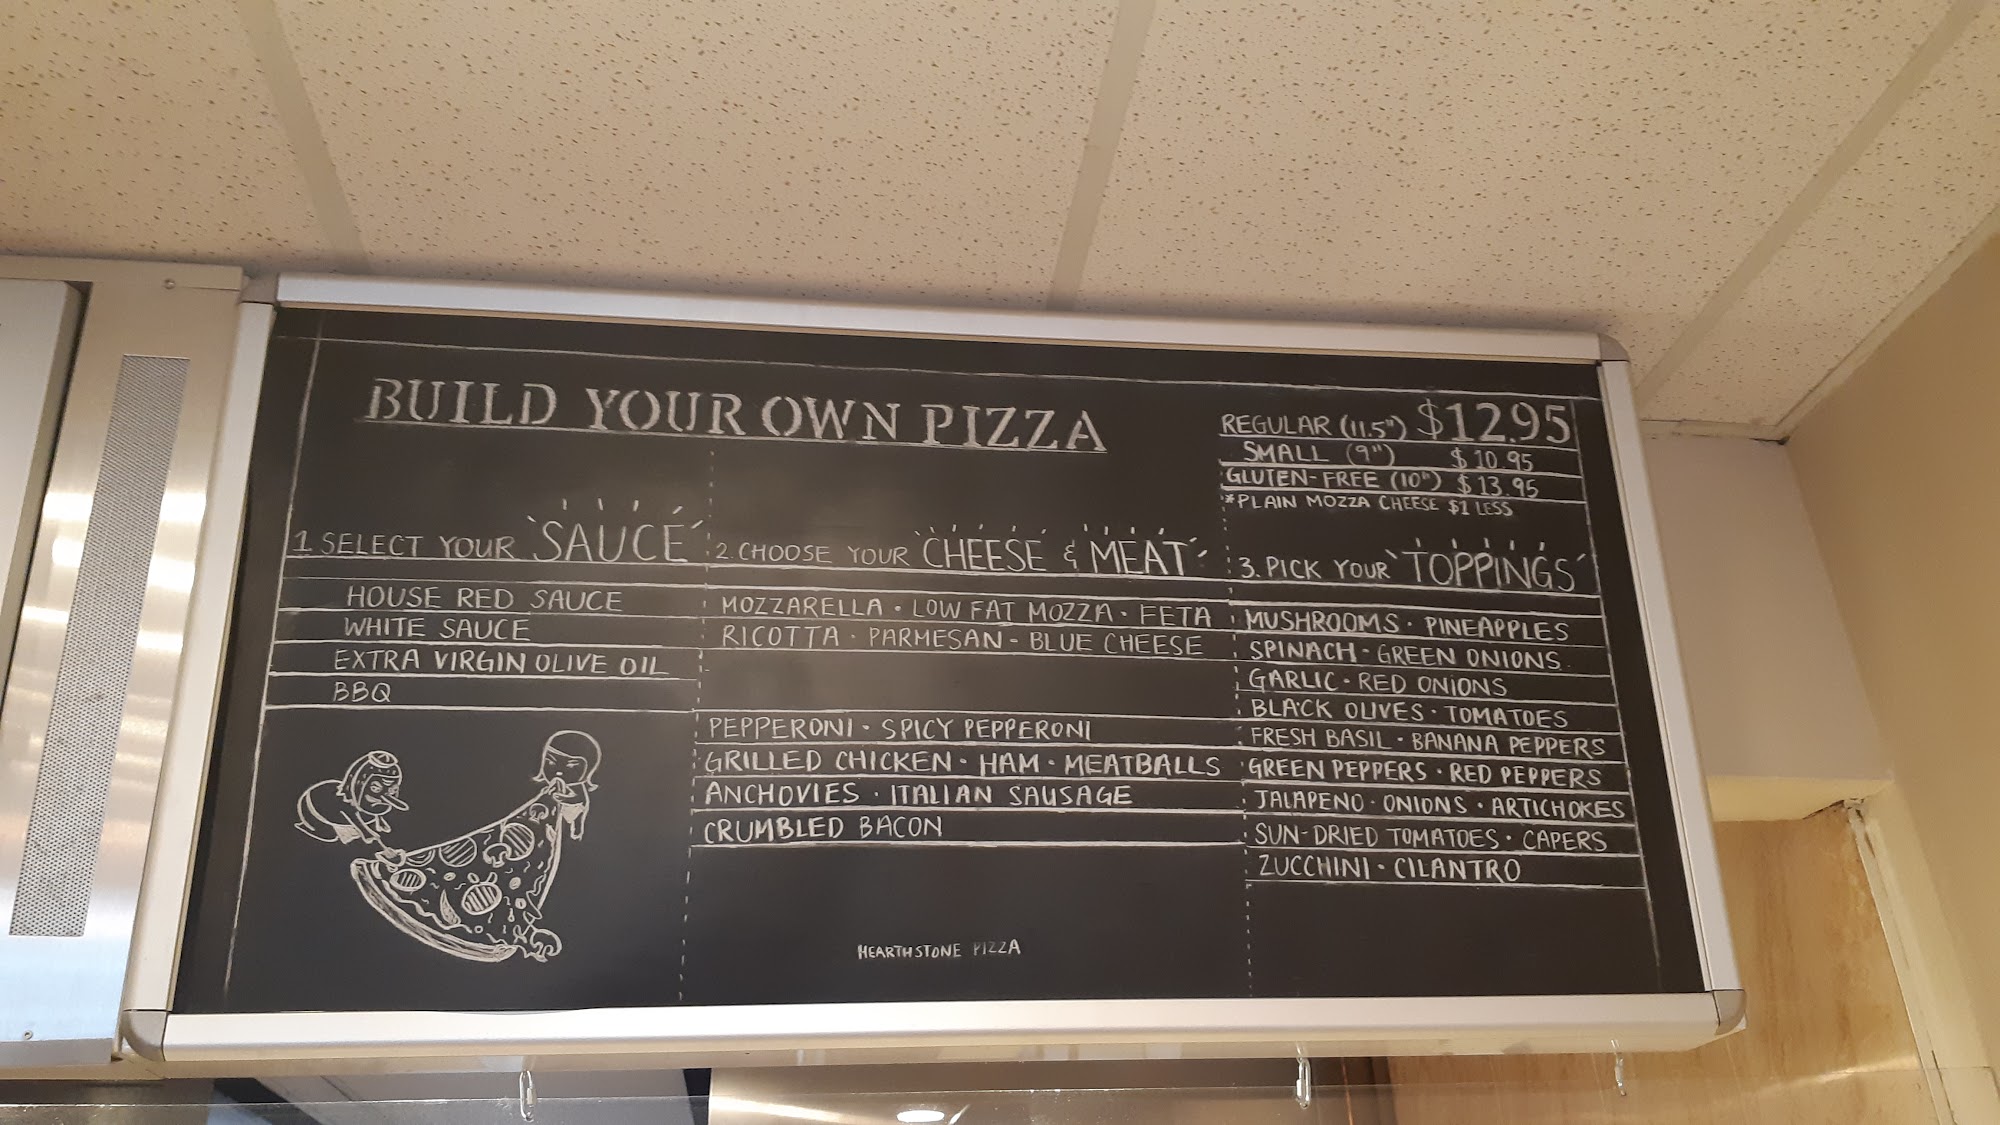 BUILD YOUR OWN PIZZA
REGULAR (11.5") $12.95
SMALL (9") $10.95
GLUTEN-FREE (10") $13.95
*PLAIN MOZZA CHEESE $1 LESS
1 SELECT YOUR SAUCE
HOUSE RED SAUCE
WHITE SAUCE
EXTRA VIRGIN OLIVE OIL
BBQ
2. CHOOSE YOUR CHEESE & MEAT
MOZZARELLA · LOW FAT MOZZA · FETA
RICOTTA · PARMESAN - BLUE CHEESE
PEPPERONI · SPICY PEPPERONI
GRILLED CHICKEN · HAM · MEATBALLS
ANCHOVIES · ITALIAN SAUSAGE
CRUMBLED BACON
HEARTHSTONE PIZZA
3. PICK YOUR TOPPINGS
MUSHROOMS · PINEAPPLES
SPINACH · GREEN ONIONS
GARLIC · RED ONIONS
BLACK OLIVES · TOMATOES
FRESH BASIL · BANANA PEPPERS
GREEN PEPPERS · RED PEPPERS
JALAPENO · ONIONS · ARTICHOKES
SUN-DRIED TOMATOES · CAPERS
ZUCCHINI · CILANTRO